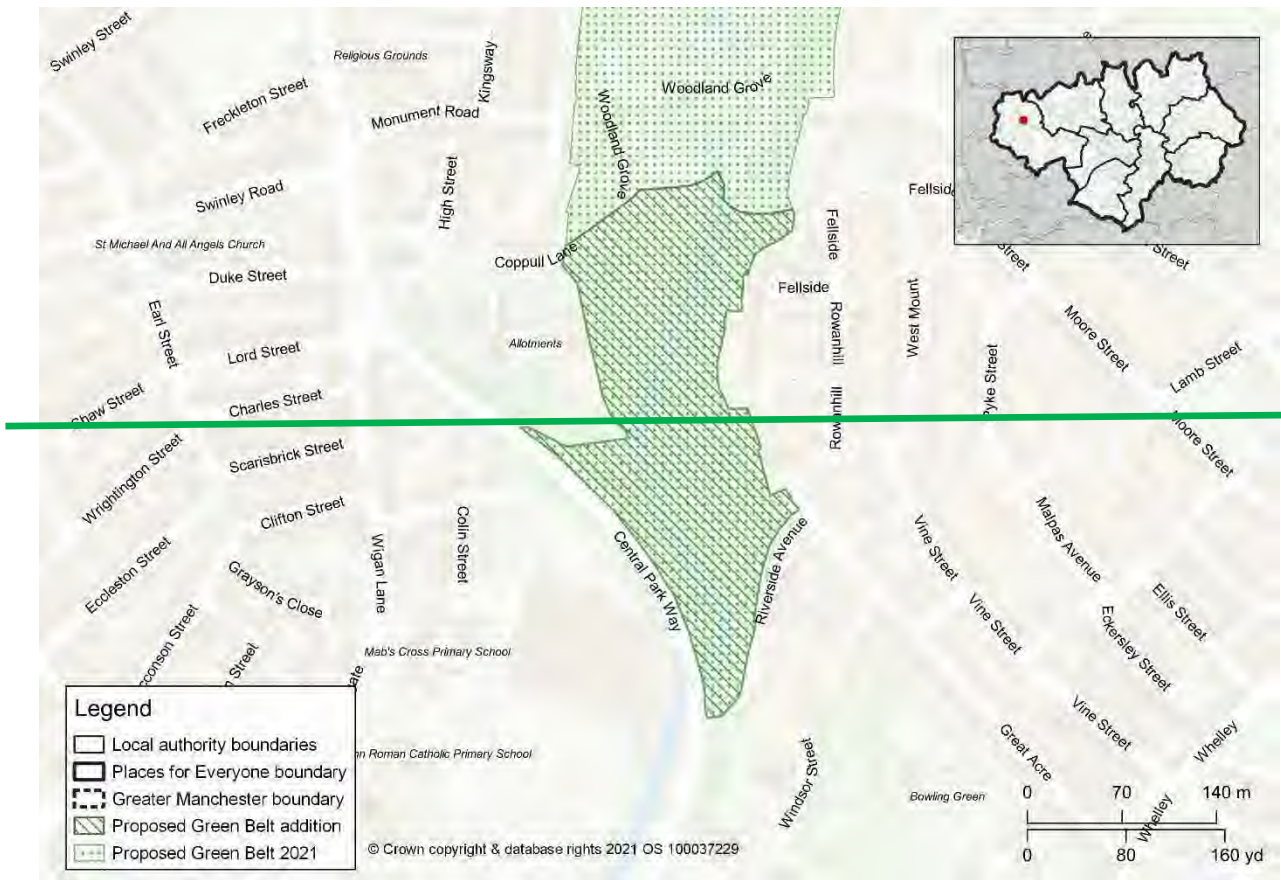 Swinley Street
Religious Grounds
Kingsway
Woodland Grove
Freckleton Street
Monument Road
Woodland Grove
High Street
Swinley Road
Fellside
Fellside
St Michael And All Angels Church
Coppull Lane
Street
Street
Duke Street
Fellside
West Mount
Earl Street
Rowanhill
Moore Street
Allotments
Lord Street
Lamb Street
Pyke Street
Shaw Street
Charles Street
Rowanhill
Moore Street
Wrightington Street
Scarisbrick Street
Clifton Street
Colin Street
Central Park Way
Riverside Avenue
Vine Street
Malpas Avenue
Eccleston Street
Grayson's Close
Wigan Lane
Vine Street
Ellis Street
Eckersley Street
cconson Street
n Street
Mab's Cross Primary School
ate
Legend
Local authority boundaries
Places for Everyone boundary
Greater Manchester boundary
Proposed Green Belt addition
Proposed Green Belt 2021
nn Roman Catholic Primary School
© Crown copyright & database rights 2021 OS 100037229
Windsor Street
Vine Street
Great Acre
Whelley
Bowling Green
Whelley
0 70 140 m
0 80 160 yd